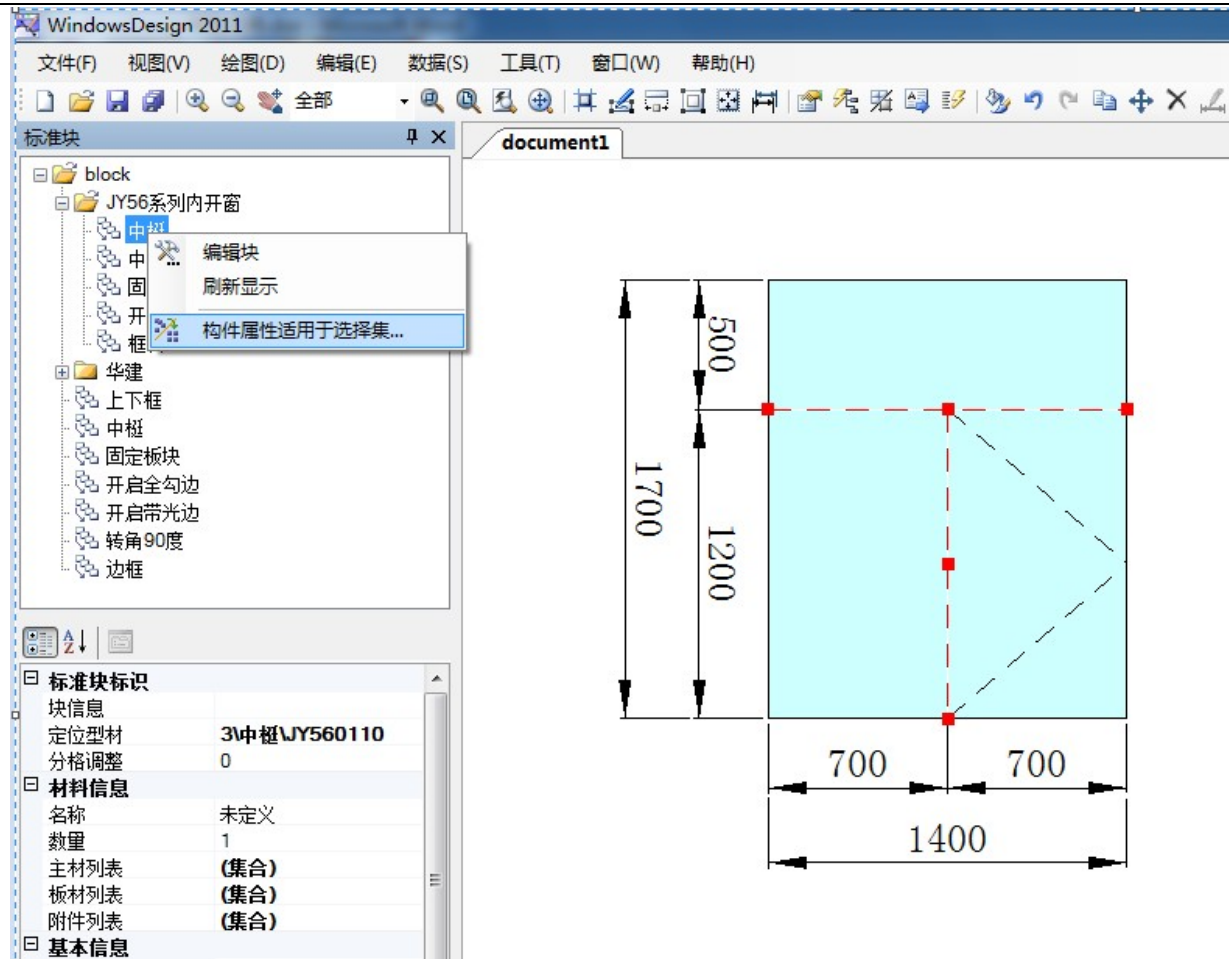 WindowsDesign 2011
文件(F) 视图(V) 绘图(D) 编辑(E) 数据(S) 工具(T) 窗口(W) 帮助(H)
全部
标准块
document1
block
JY56系列内开窗
中梃
中
固
开
框
编辑块
刷新显示
构件属性适用于选择集...
华建
上下框
中梃
固定板块
开启全勾边
开启带光边
转角90度
边框
标准块标识
块信息
定位型材 3\中梃\JY560110
分格调整 0
材料信息
名称 未定义
数量 1
主材列表 (集合)
板材列表 (集合)
附件列表 (集合)
基本信息
500
1700
1200
700 700
1400